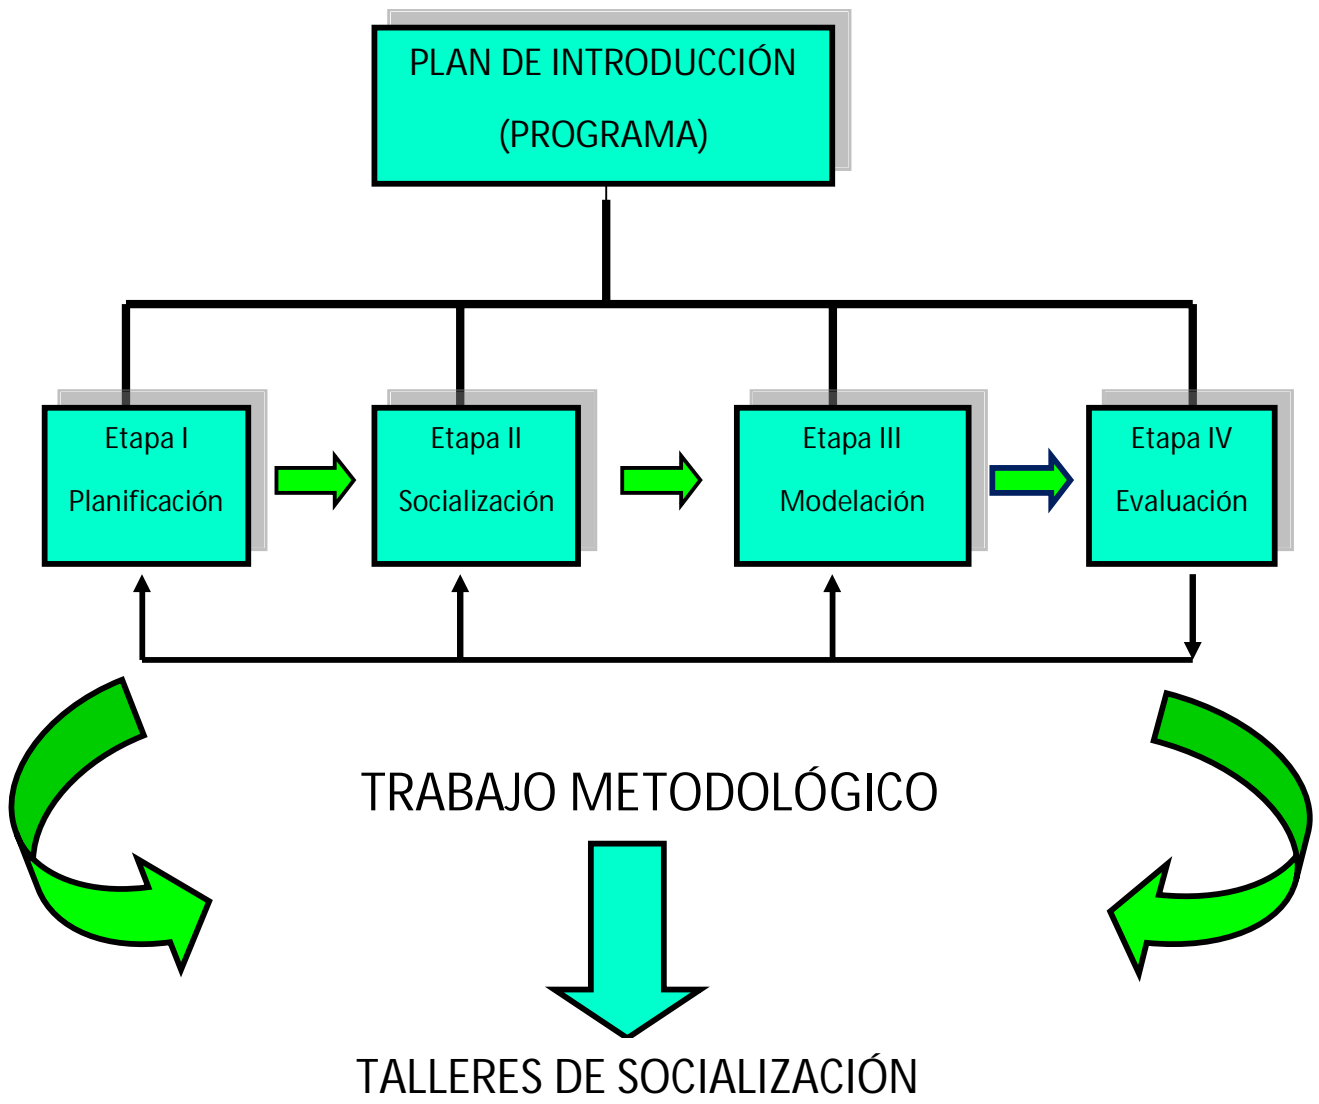 PLAN DE INTRODUCCIÓN
(PROGRAMA)
Etapa I
Planificación
Etapa II
Socialización
Etapa III
Modelación
Etapa IV
Evaluación
TRABAJO METODOLÓGICO
TALLERES DE SOCIALIZACIÓN